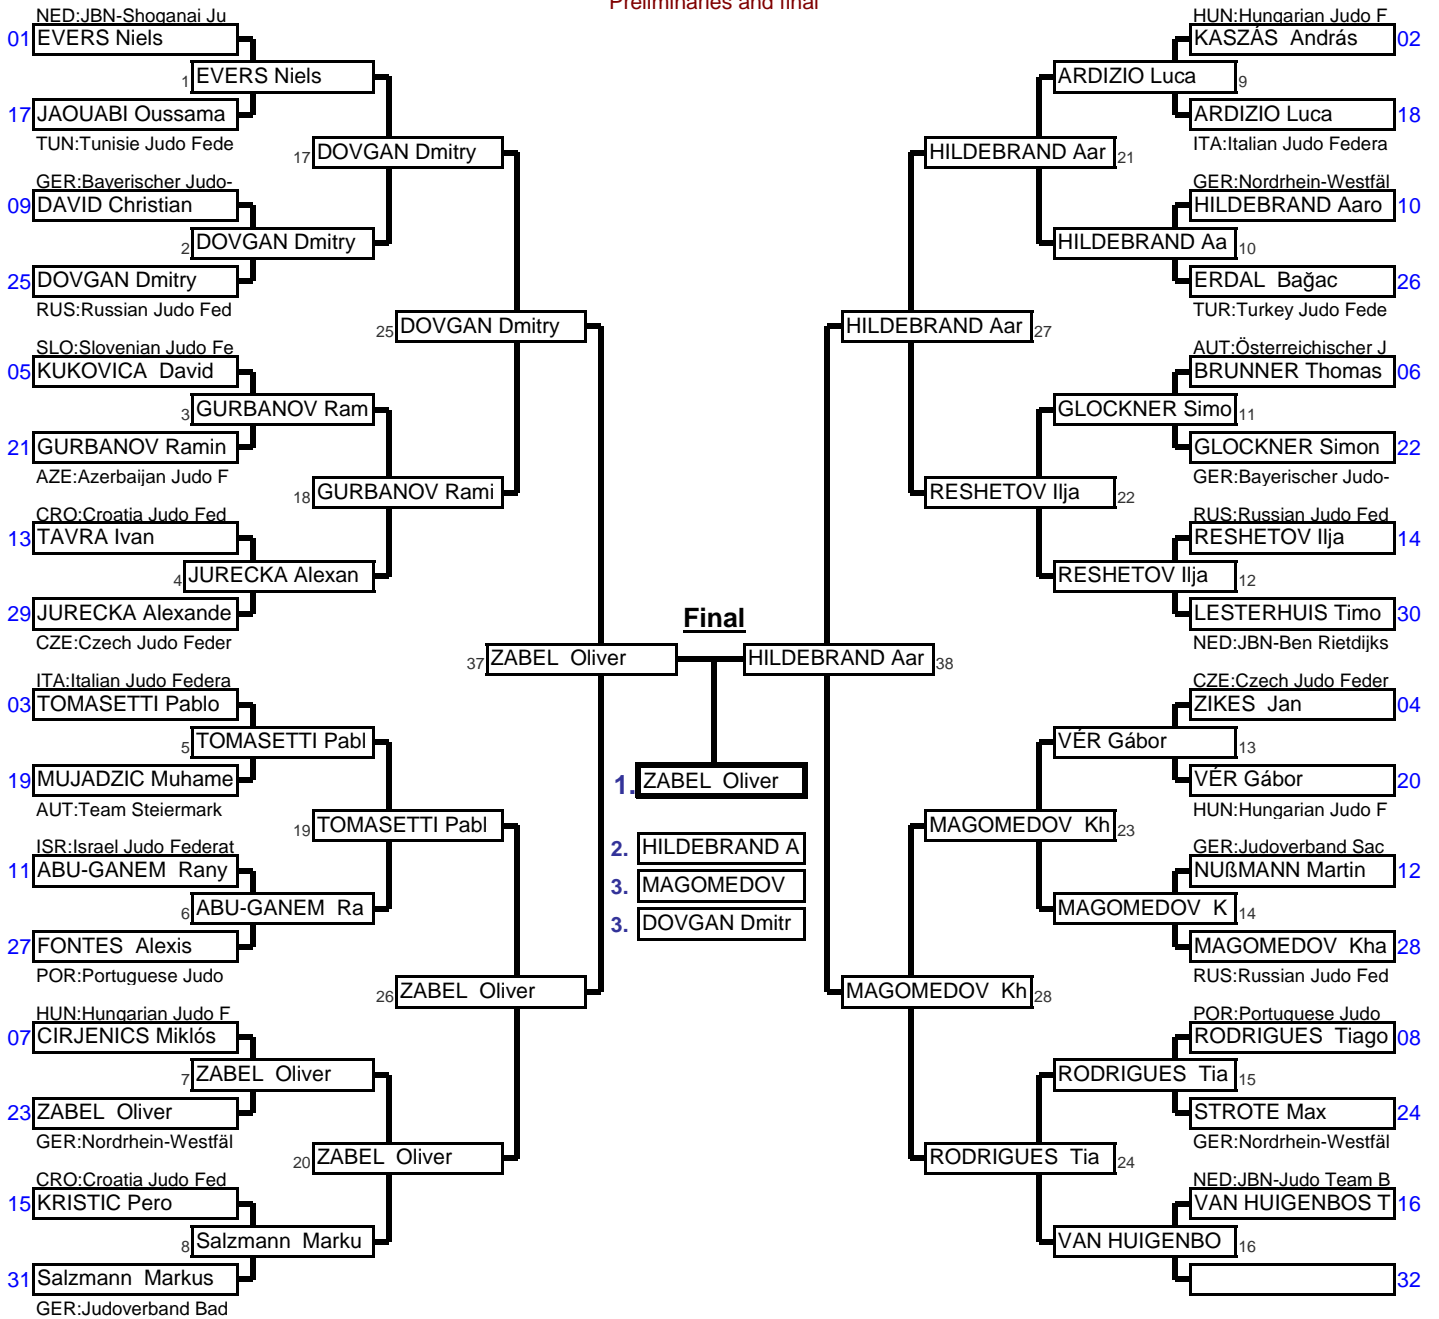 Preliminaries and final
NED:JBN-Shoganai Ju
01 EVERS Niels
1 EVERS Niels
17 JAOUABI Oussama
TUN:Tunisie Judo Fede
17 DOVGAN Dmitry
GER:Bayerischer Judo-
09 DAVID Christian
2 DOVGAN Dmitry
25 DOVGAN Dmitry
RUS:Russian Judo Fed
25 DOVGAN Dmitry
SLO:Slovenian Judo Fe
05 KUKOVICA David
3 GURBANOV Ram
21 GURBANOV Ramin
AZE:Azerbaijan Judo F
18 GURBANOV Rami
CRO:Croatia Judo Fed
13 TAVRA Ivan
4 JURECKA Alexan
29 JURECKA Alexande
CZE:Czech Judo Feder
37 ZABEL Oliver
ITA:Italian Judo Federa
03 TOMASETTI Pablo
5 TOMASETTI Pabl
19 MUJADZIC Muhame
AUT:Team Steiermark
19 TOMASETTI Pabl
ISR:Israel Judo Federat
11 ABU-GANEM Rany
6 ABU-GANEM Ra
27 FONTES Alexis
POR:Portuguese Judo
26 ZABEL Oliver
HUN:Hungarian Judo F
07 CIRJENICS Miklós
7 ZABEL Oliver
23 ZABEL Oliver
GER:Nordrhein-Westfäl
20 ZABEL Oliver
CRO:Croatia Judo Fed
15 KRISTIC Pero
8 Salzmann Marku
31 Salzmann Markus
GER:Judoverband Bad
Final
1. ZABEL Oliver
2. HILDEBRAND A
3. MAGOMEDOV
3. DOVGAN Dmitr
HUN:Hungarian Judo F
KASZÁS András 02
ARDIZIO Luca 9
ARDIZIO Luca 18
ITA:Italian Judo Federa
HILDEBRAND Aar 21
GER:Nordrhein-Westfäl
HILDEBRAND Aaro 10
HILDEBRAND Aa 10
ERDAL Bağac 26
TUR:Turkey Judo Fede
HILDEBRAND Aar 27
AUT:Österreichischer J
BRUNNER Thomas 06
GLOCKNER Simo 11
GLOCKNER Simon 22
GER:Bayerischer Judo-
RESHETOV Ilja 22
RUS:Russian Judo Fed
RESHETOV Ilja 14
RESHETOV Ilja 12
LESTERHUIS Timo 30
NED:JBN-Ben Rietdijks
HILDEBRAND Aar 38
CZE:Czech Judo Feder
ZIKES Jan 04
VÉR Gábor 13
VÉR Gábor 20
HUN:Hungarian Judo F
MAGOMEDOV Kh 23
GER:Judoverband Sac
NUßMANN Martin 12
MAGOMEDOV K 14
MAGOMEDOV Kha 28
RUS:Russian Judo Fed
MAGOMEDOV Kh 28
POR:Portuguese Judo
RODRIGUES Tiago 08
RODRIGUES Tia 15
STROTE Max 24
GER:Nordrhein-Westfäl
RODRIGUES Tia 24
NED:JBN-Judo Team B
VAN HUIGENBOS T 16
VAN HUIGENBO 16
32